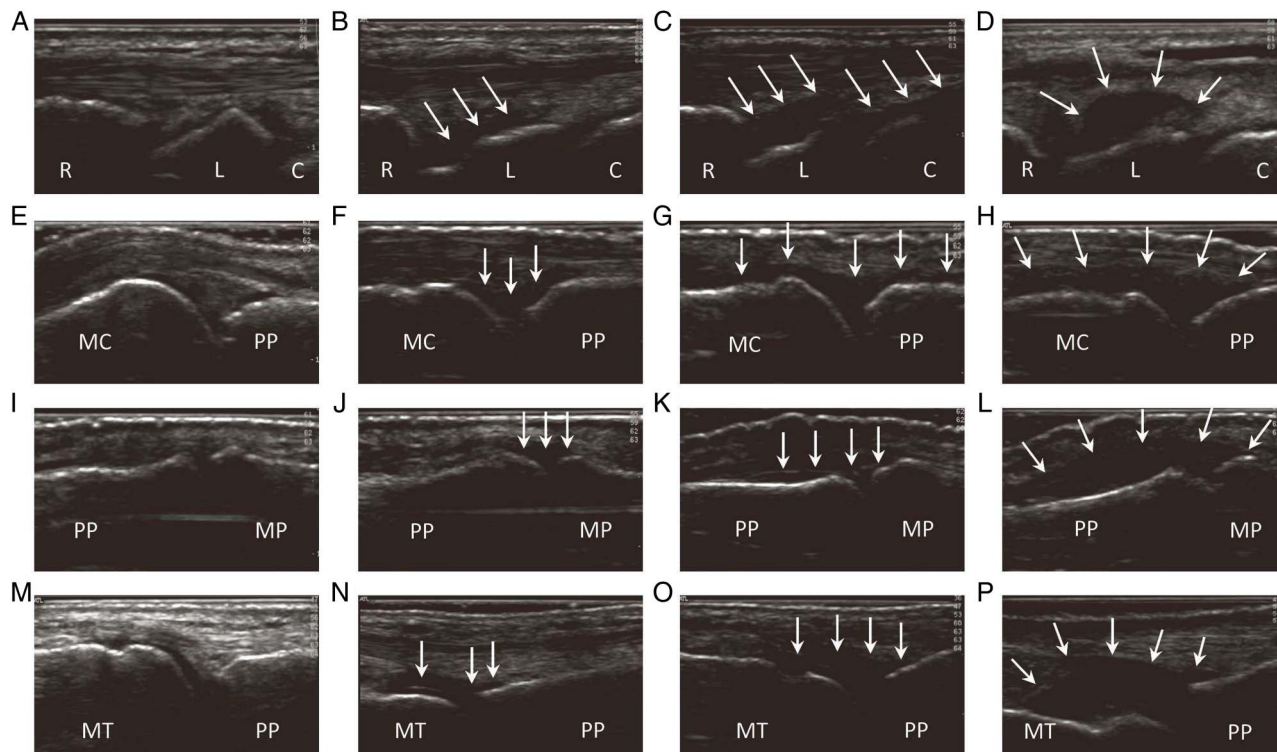 A B C D
R L C R L C R L C R L C
E F G H
MC PP MC PP MC PP MC PP
I J K L
PP MP PP MP PP MP PP MP
M N O P
MT PP MT PP MT PP MT PP